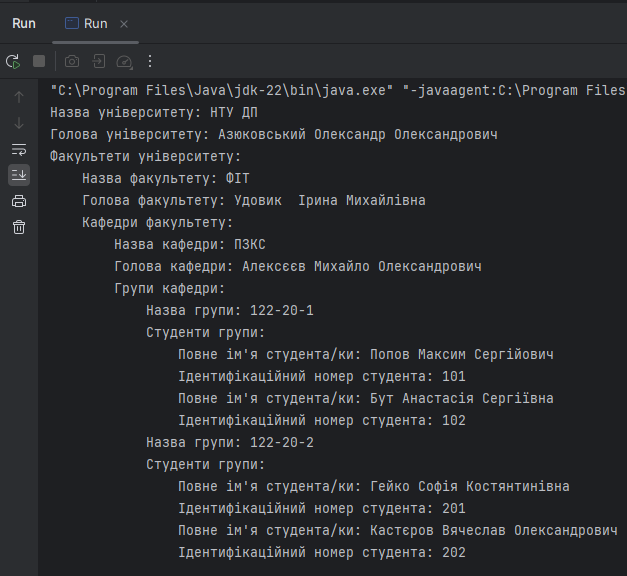 Run
Run
"C:\Program Files\Java\jdk-22\bin\java.exe" "-javaagent:C:\Program Files
Назва університету: НТУ ДП
Голова університету: Азюковський Олександр Олександрович
Факультети університету:
Назва факультету: ФІТ
Голова факультету: Удовик  Ірина Михайлівна
Кафедри факультету:
Назва кафедри: ПЗКС
Голова кафедри: Алексєєв Михайло Олександрович
Групи кафедри:
Назва групи: 122-20-1
Студенти групи:
Повне ім'я студента/ки: Попов Максим Сергійович
Ідентифікаційний номер студента: 101
Повне ім'я студента/ки: Бут Анастасія Сергіївна
Ідентифікаційний номер студента: 102
Назва групи: 122-20-2
Студенти групи:
Повне ім'я студента/ки: Гейко Софія Костянтинівна
Ідентифікаційний номер студента: 201
Повне ім'я студента/ки: Кастєров Вячеслав Олександрович
Ідентифікаційний номер студента: 202